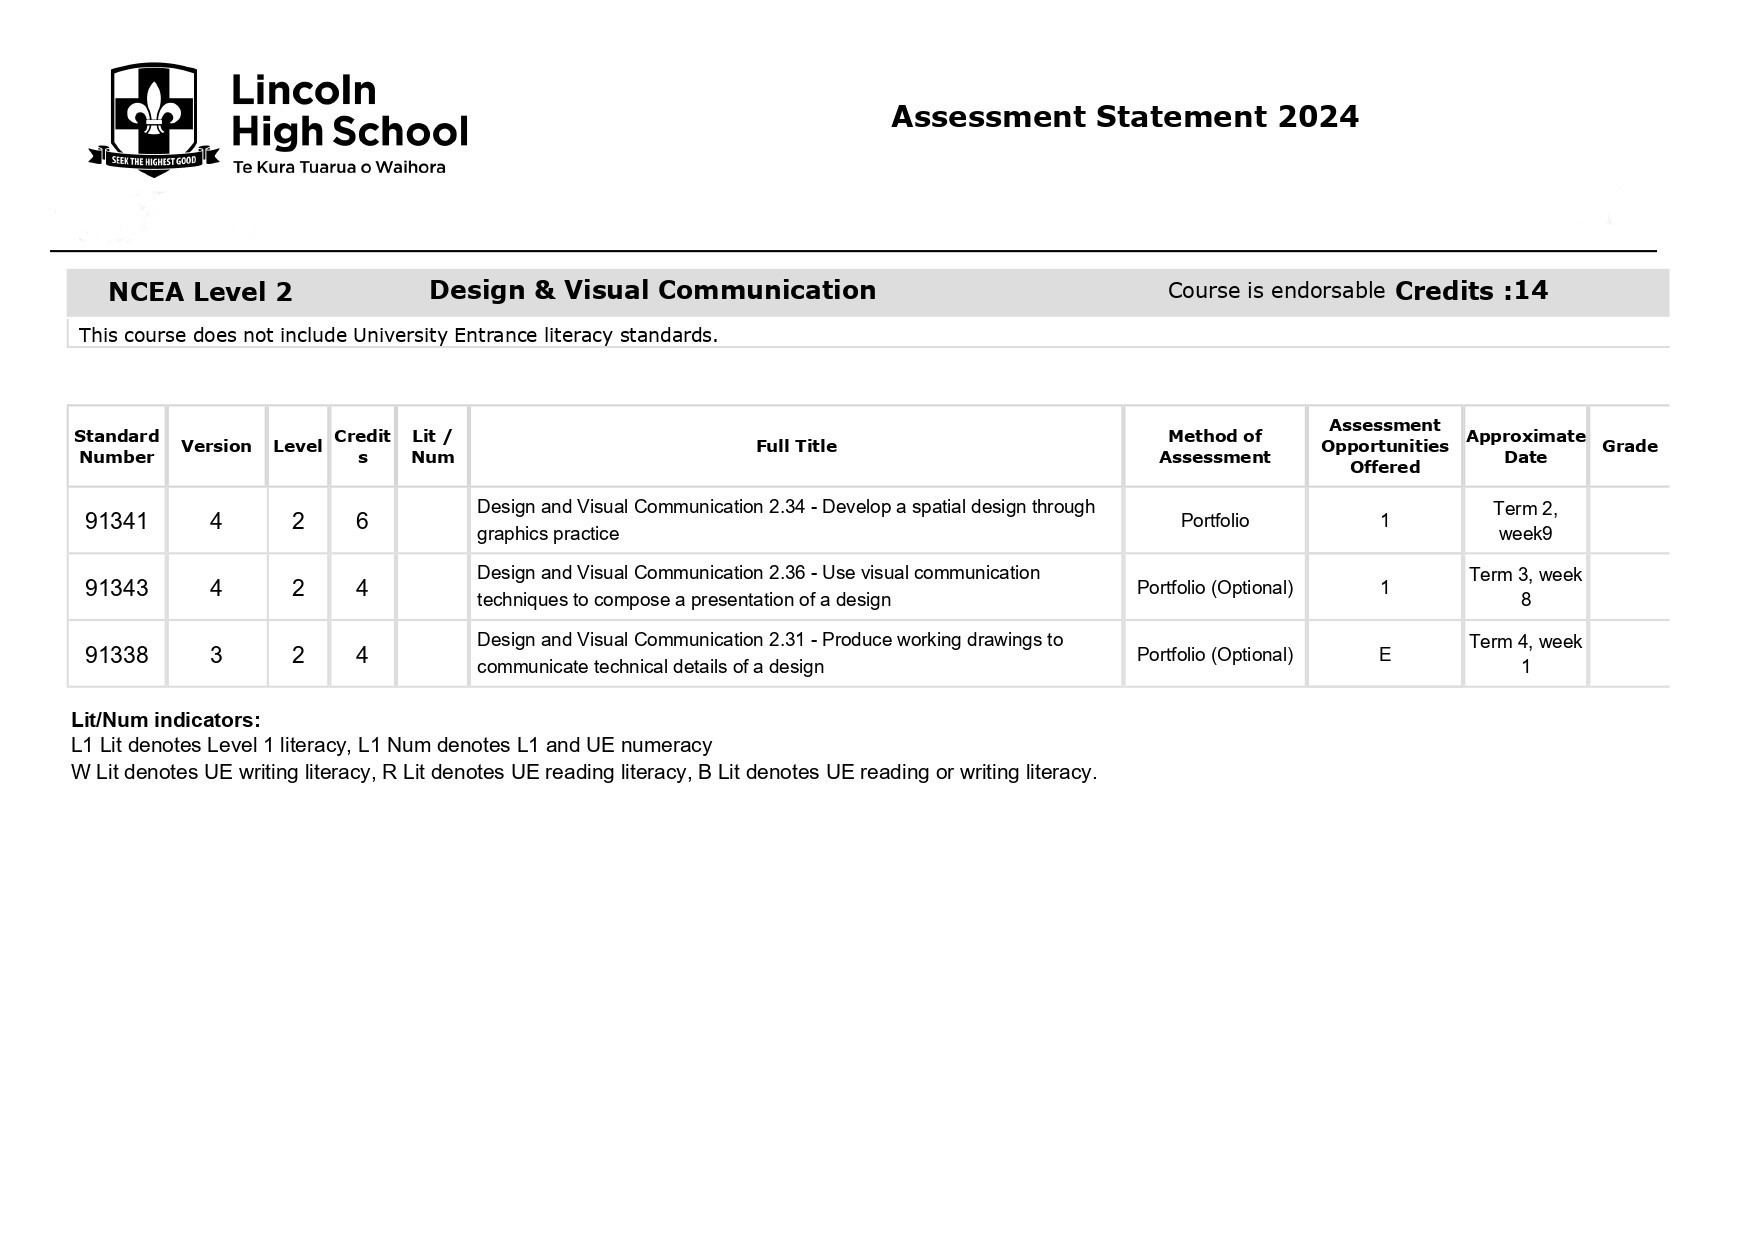 Lincoln
High School
Te Kura Tuarua o Waihora
SEEK THE HIGHEST GOOD
Assessment Statement 2024
NCEA Level 2 Design & Visual Communication Course is endorsable Credits :14
This course does not include University Entrance literacy standards.
Standard Number Version Level Credits Lit / Num Full Title Method of Assessment Assessment Opportunities Offered Approximate Date Grade
91341 4 2 6 Design and Visual Communication 2.34 - Develop a spatial design through graphics practice Portfolio 1 Term 2, week9
91343 4 2 4 Design and Visual Communication 2.36 - Use visual communication techniques to compose a presentation of a design Portfolio (Optional) 1 Term 3, week 8
91338 3 2 4 Design and Visual Communication 2.31 - Produce working drawings to communicate technical details of a design Portfolio (Optional) E Term 4, week 1
Lit/Num indicators:
L1 Lit denotes Level 1 literacy, L1 Num denotes L1 and UE numeracy
W Lit denotes UE writing literacy, R Lit denotes UE reading literacy, B Lit denotes UE reading or writing literacy.